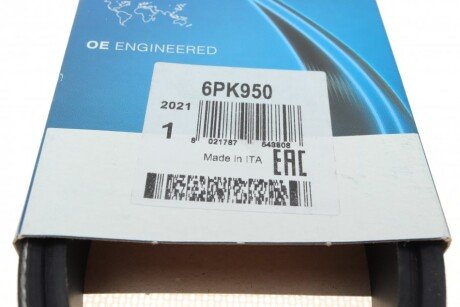 OE ENGINEERED
6PK950
2021
1
8 021787 543808
Made in ITA
EAC